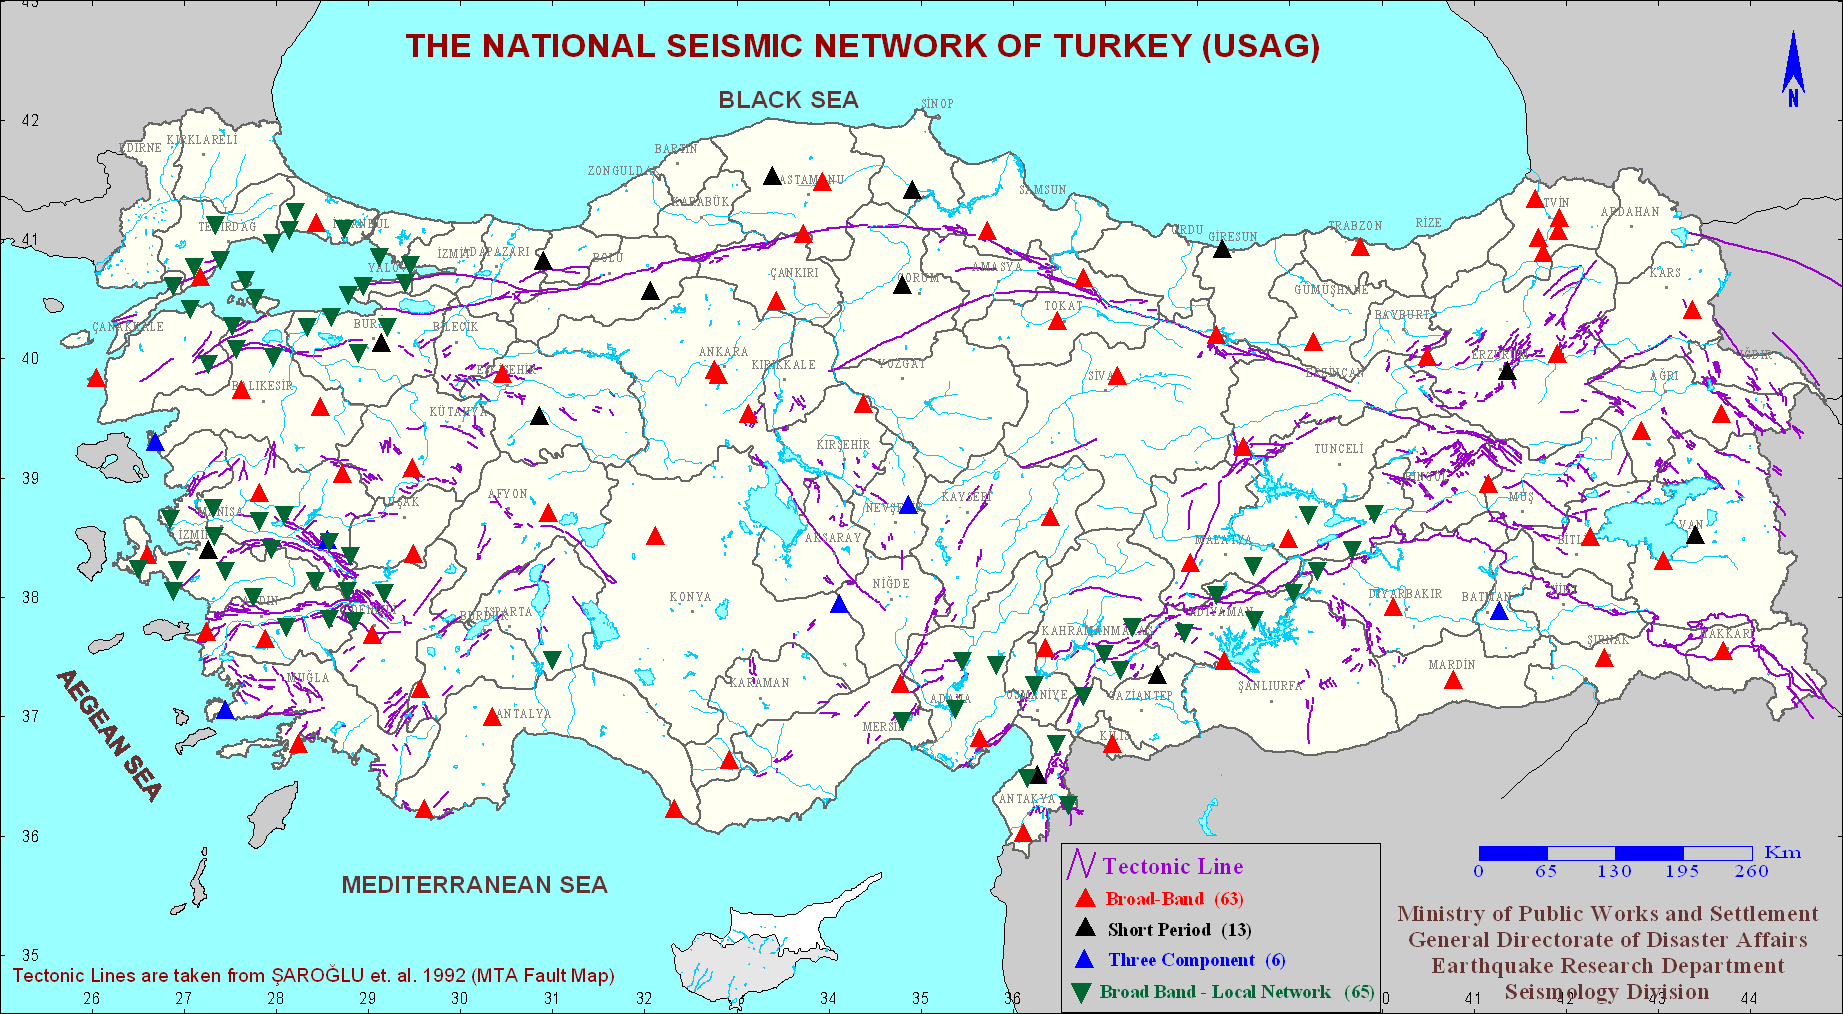 43
THE NATIONAL SEISMIC NETWORK OF TURKEY (USAG)
BLACK SEA
N
42
SİNOP
KIRKLARELİ
EDİRNE
BARTIN
ZONGULDA
ASTAMONU
SAMSUN
KARABÜK
TVİN
ARDAHAN
41
TEKİRDAG
İSTANBUL
İZMİT
ADAPAZARI
BOLU
ORDU
GİRESUN
TRABZON
RİZE
YALOVA
ÇANKIRI
ÇORUM
AMASYA
KARS
GÜMÜŞHANE
TOKAT
BAYBURT
ÇANAKKALE
BURSA
BİLECİK
40
ANKARA
KIRIKKALE
YOZGAT
SİVAS
ERZİNCAN
ERZURUM
IĞDIR
AĞRI
ESKİŞEHİR
BALIKESİR
KÜTAHYA
KIRŞEHİR
TUNCELİ
39
BİNGÖL
MUŞ
AFYON
UŞAK
KAYSERİ
NEVŞEHİR
MANİSA
VAN
İZMİR
AKSARAY
MALATYA
BİTLİS
NİĞDE
38
KONYA
DİYARBAKIR
BATMAN
SİİRT
AYDIN
DENİZLİ
BURDUR
ISPARTA
ADIYAMAN
KAHRAMANMARAŞ
ŞIRNAK
HAKKARİ
MARDİN
MUĞLA
KARAMAN
ADANA
OSMANİYE
GAZİANTEP
ŞANLIURFA
37
ANTALYA
MERSİN
KİLİS
AEGEAN SEA
ANTAKYA
36
MEDITERRANEAN SEA
Tectonic Line
Broad-Band (63)
Short Period (13)
Three Component (6)
Broad Band - Local Network (65)
Km
0 65 130 195 260
Ministry of Public Works and Settlement
General Directorate of Disaster Affairs
Earthquake Research Department
Seismology Division
35
Tectonic Lines are taken from ŞAROĞLU et. al. 1992 (MTA Fault Map)
26 27 28 29 30 31 32 33 34 35 36 0 41 42 43 44